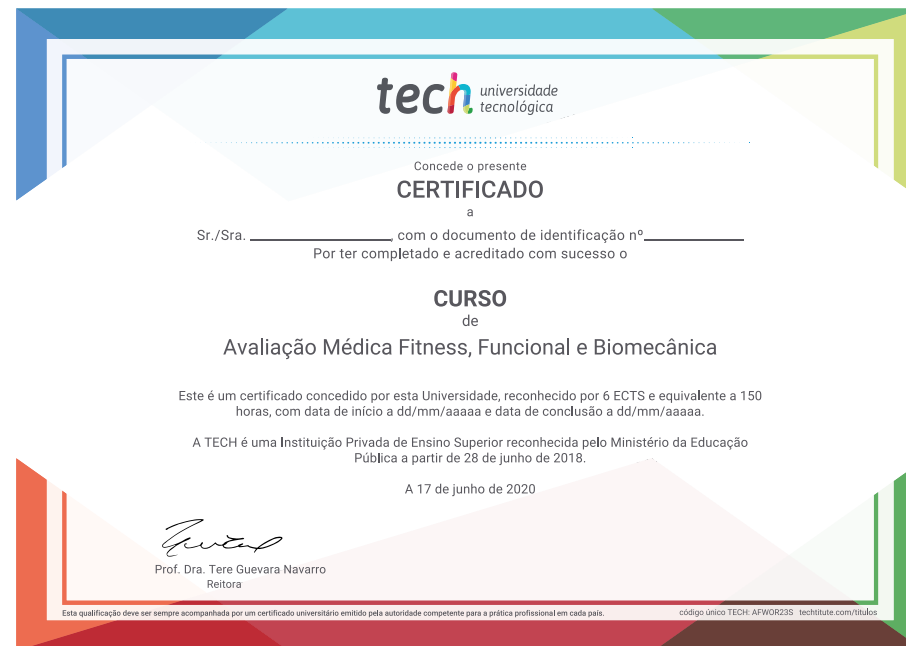 tech universidade
tecnológica
Concede o presente
CERTIFICADO
a
Sr./Sra. ____________, com o documento de identificação nº____________
Por ter completado e acreditado com sucesso o
CURSO
de
Avaliação Médica Fitness, Funcional e Biomecânica
Este é um certificado concedido por esta Universidade, reconhecido por 6 ECTS e equivalente a 150
horas, com data de início a dd/mm/aaaaa e data de conclusão a dd/mm/aaaaa.
A TECH é uma Instituição Privada de Ensino Superior reconhecida pelo Ministério da Educação
Pública a partir de 28 de junho de 2018.
A 17 de junho de 2020
Prof. Dra. Tere Guevara Navarro
Reitora
Esta qualificação deve ser sempre acompanhada por um certificado universitário emitido pela autoridade competente para a prática profissional em cada país.
código único TECH: AFWOR23S techtitute.com/titulos